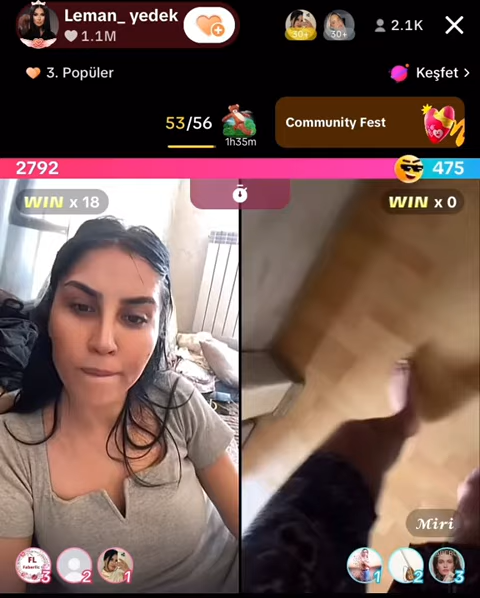 Leman_ yedek
1.1M
30+
30+
2.1K
3. Popüler
Keşfet >
53/56
1h35m
Community Fest
2792
475
WIN x 18
WIN x 0
Miri
FL
3
2
1
1
2
3